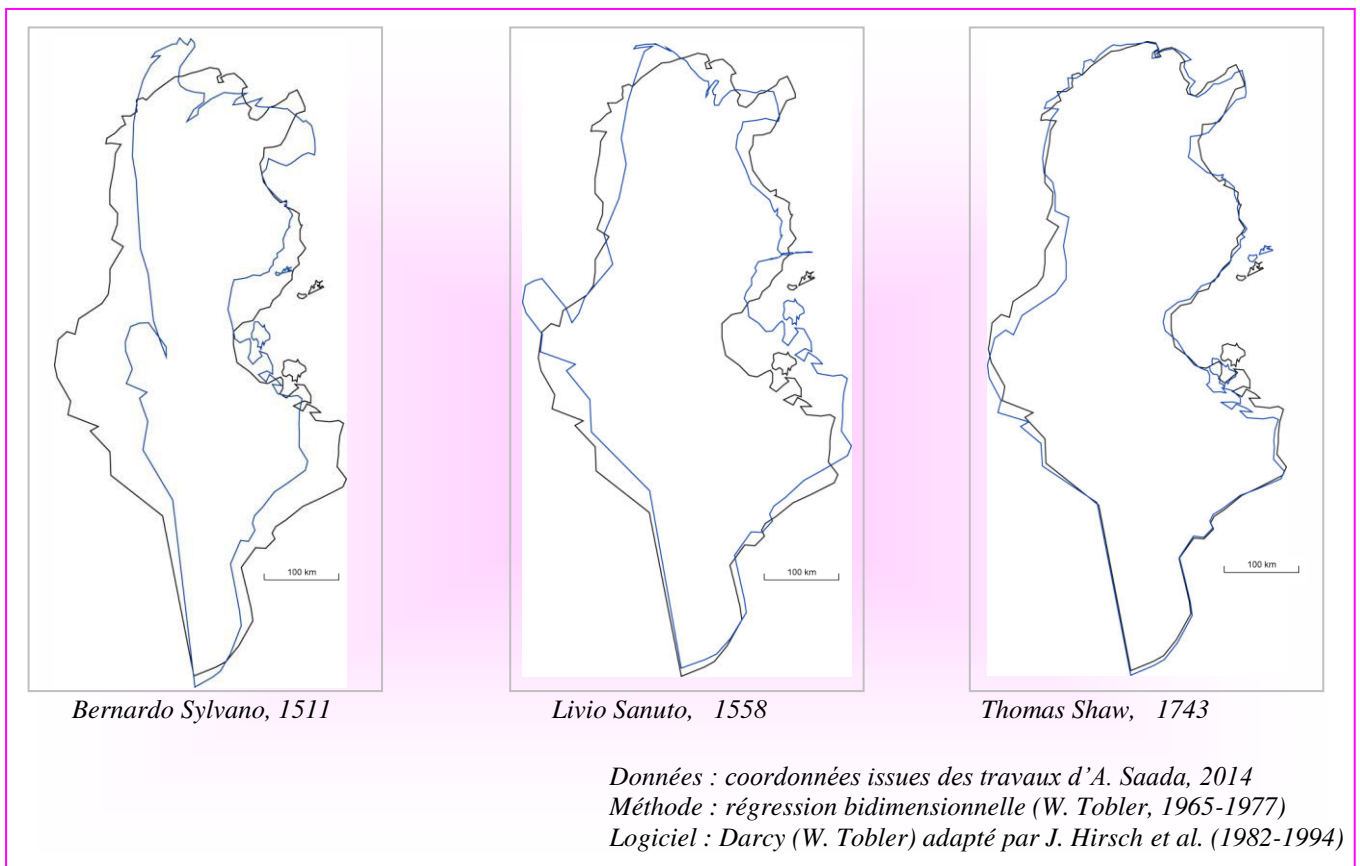 100 km
100 km
100 km
Bernardo Sylvano, 1511
Livio Sanuto, 1558
Thomas Shaw, 1743
Données : coordonnées issues des travaux d’A. Saada, 2014
Méthode : régression bidimensionnelle (W. Tobler, 1965-1977)
Logiciel : Darcy (W. Tobler) adapté par J. Hirsch et al. (1982-1994)